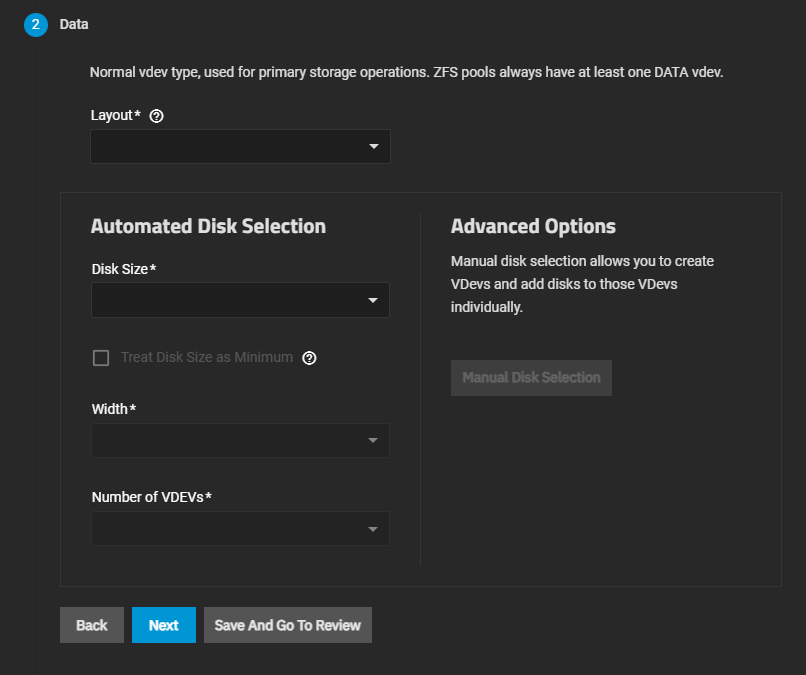 2 Data
Normal vdev type, used for primary storage operations. ZFS pools always have at least one DATA vdev.
Layout*
Automated Disk Selection
Disk Size*
Treat Disk Size as Minimum
Width*
Number of VDEVs*
Advanced Options
Manual disk selection allows you to create
VDevs and add disks to those VDevs
individually.
Manual Disk Selection
Back Next Save And Go To Review